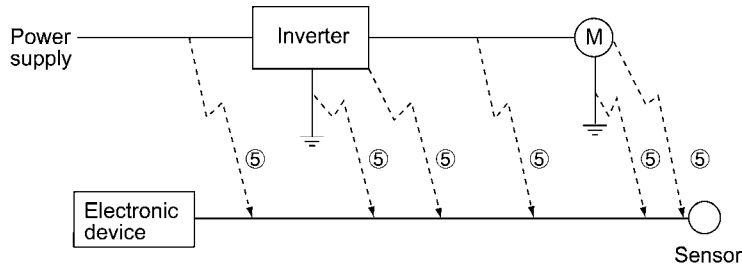 Power
supply
Inverter
M
⑤ ⑤ ⑤ ⑤ ⑤ ⑤
Electronic
device
Sensor